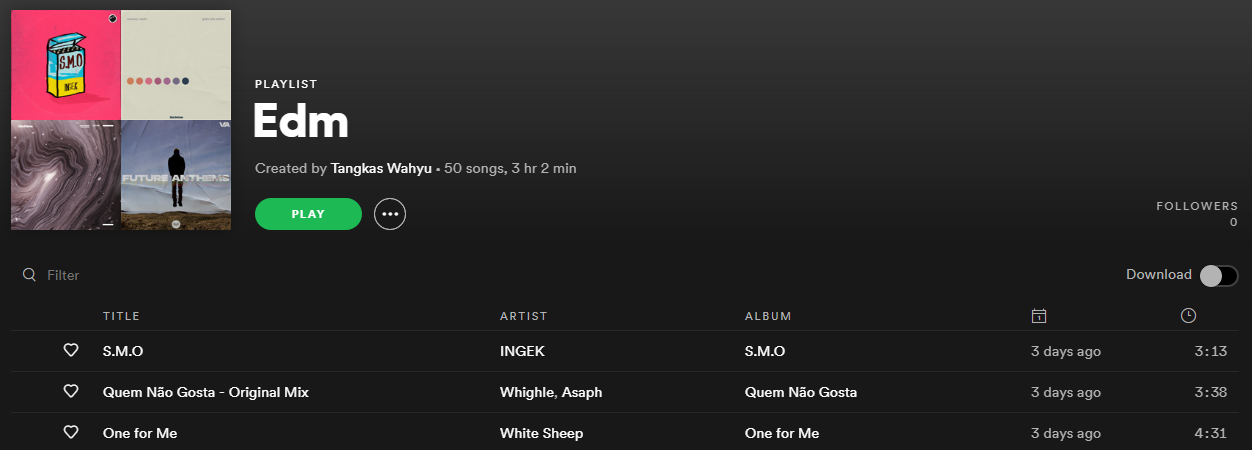 S.M.O
INGEK
VA
FUTURE ANTHEMS
PLAYLIST
Edm
Created by Tangkas Wahyu • 50 songs, 3 hr 2 min
PLAY
FOLLOWERS
0
Filter
Download
TITLE ARTIST ALBUM
S.M.O INGEK S.M.O 3 days ago 3:13
Quem Não Gosta - Original Mix Whighle, Asaph Quem Não Gosta 3 days ago 3:38
One for Me White Sheep One for Me 3 days ago 4:31